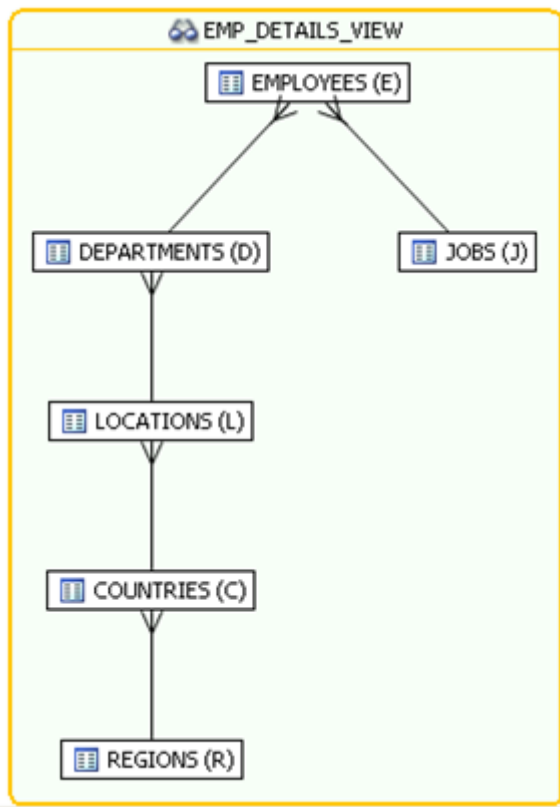 EMP_DETAILS_VIEW
EMPLOYEES (E)
DEPARTMENTS (D)
JOBS (J)
LOCATIONS (L)
COUNTRIES (C)
REGIONS (R)